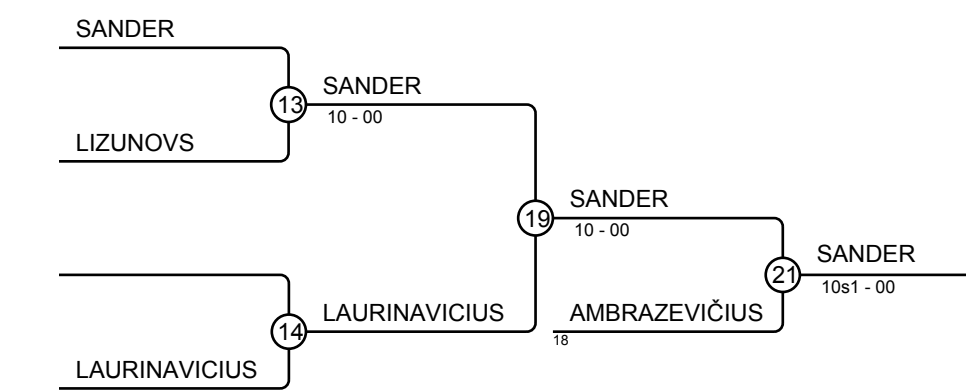 SANDER
SANDER
13
10 - 00
LIZUNOVS
SANDER
19
10 - 00
SANDER
21
10s1 - 00
LAURINAVICIUS
AMBRAZEVIČIUS
14
18
LAURINAVICIUS